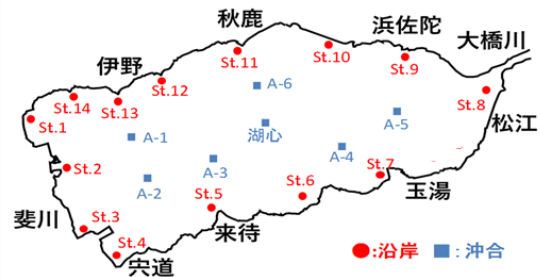 秋鹿
浜佐陀
大橋川
伊野
St.11
St.10
St.9
St.12
A-6
St.14
St.13
St.8
St.1
A-1
湖心
A-5
松江
St.2
A-3
A-4
St.7
A-2
St.6
玉湯
St.5
斐川
St.3
来待
St.4
宍道
:沿岸
:沖合